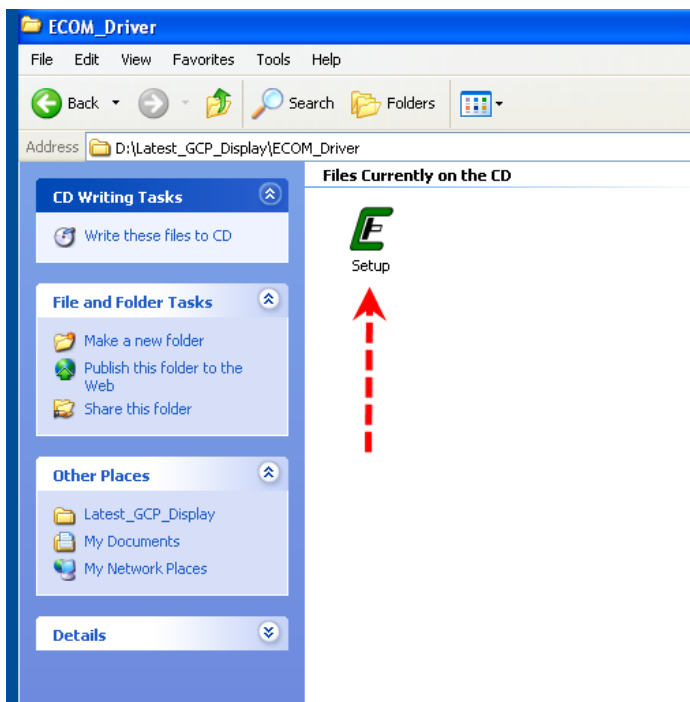 ECOM_Driver
File Edit View Favorites Tools Help
Back Search Folders
Address D:\Latest_GCP_Display\ECOM_Driver
Files Currently on the CD
CD Writing Tasks
Write these files to CD
Setup
File and Folder Tasks
Make a new folder
Publish this folder to the
Web
Share this folder
Other Places
Latest_GCP_Display
My Documents
My Network Places
Details